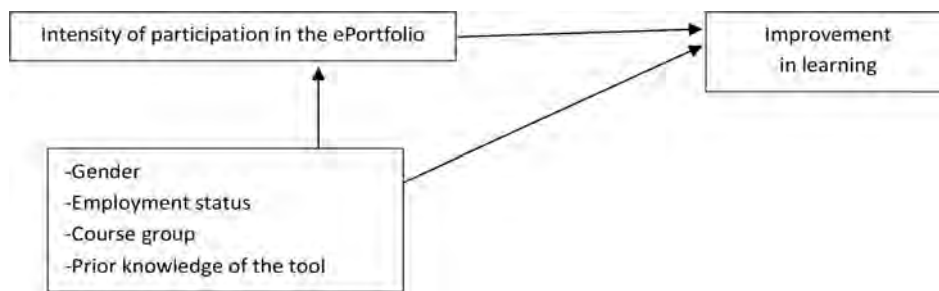 Intensity of participation in the ePortfolio
Improvement
in learning
-Gender
-Employment status
-Course group
-Prior knowledge of the tool